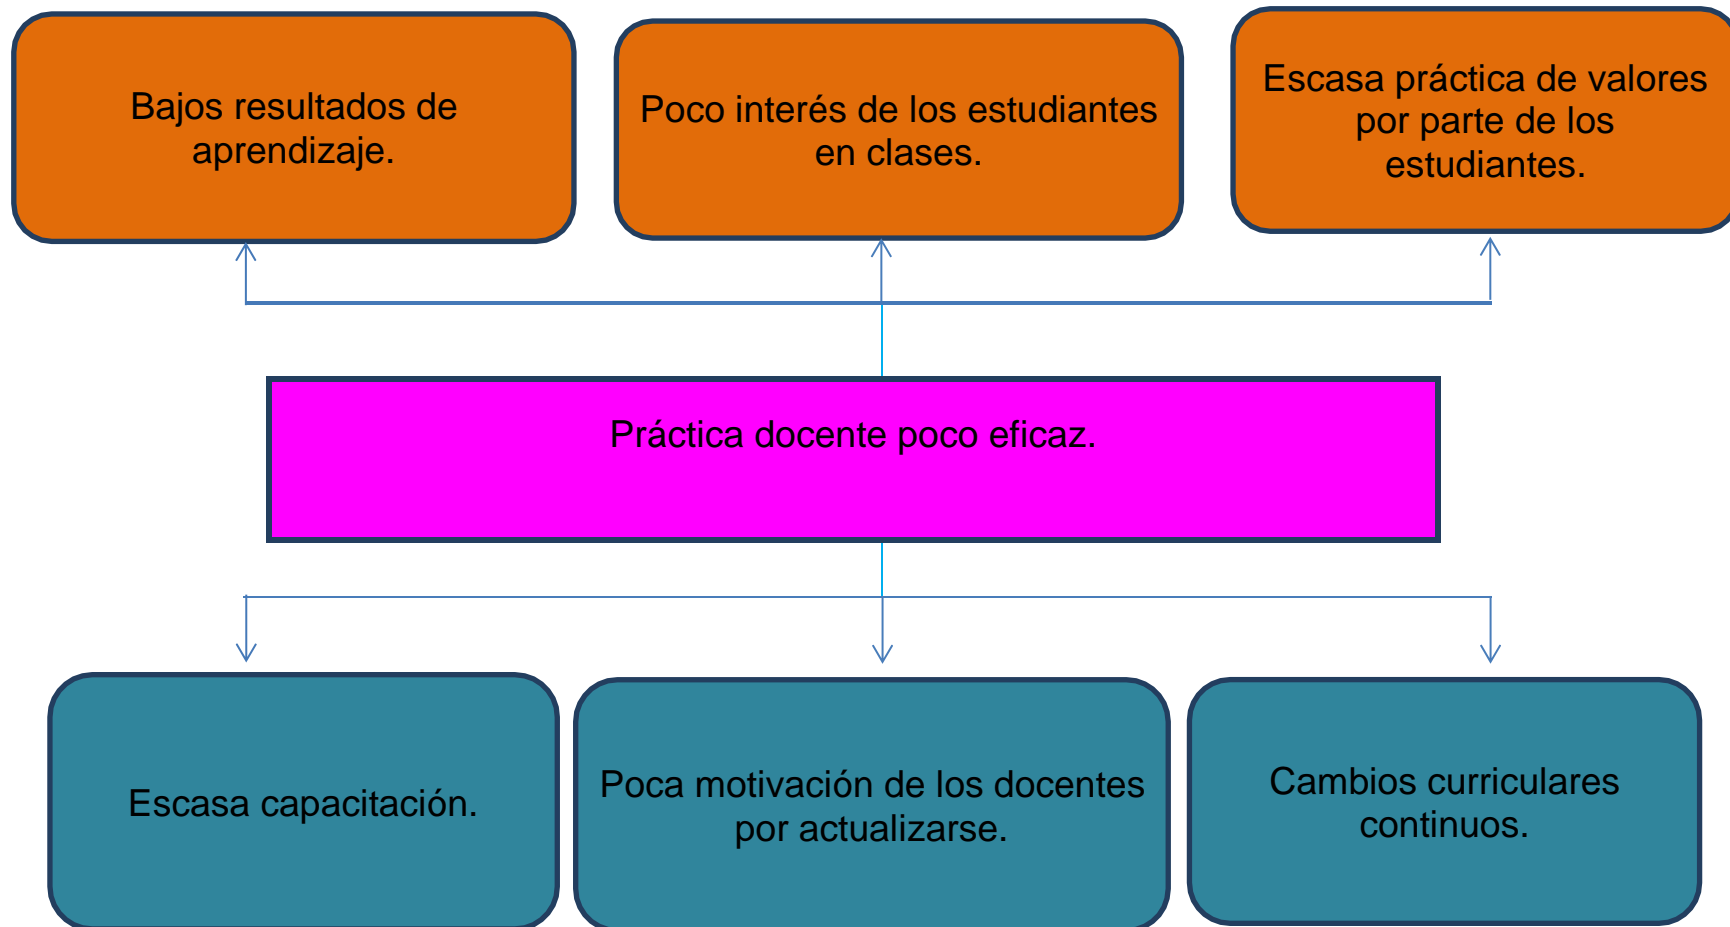 Bajos resultados de
aprendizaje.
Poco interés de los estudiantes
en clases.
Escasa práctica de valores
por parte de los
estudiantes.
Práctica docente poco eficaz.
Escasa capacitación.
Poca motivación de los docentes
por actualizarse.
Cambios curriculares
continuos.